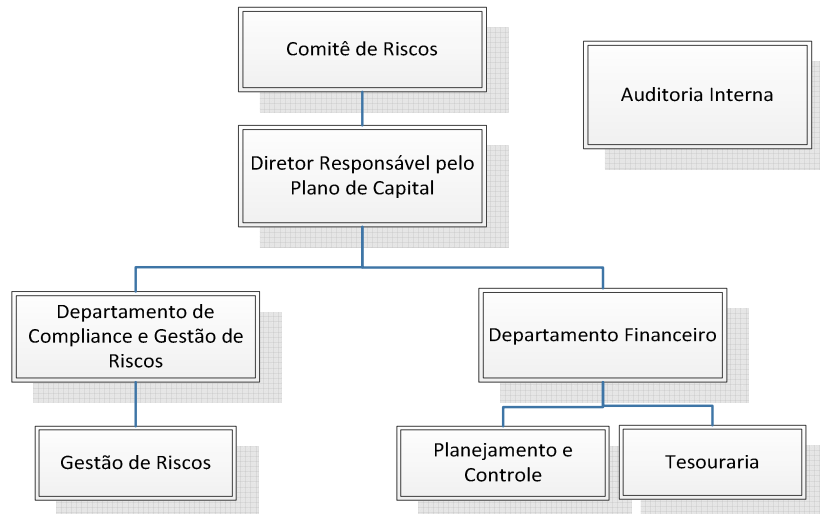 Comitê de Riscos
Auditoria Interna
Diretor Responsável pelo
Plano de Capital
Departamento de
Compliance e Gestão de
Riscos
Departamento Financeiro
Gestão de Riscos
Planejamento e
Controle
Tesouraria